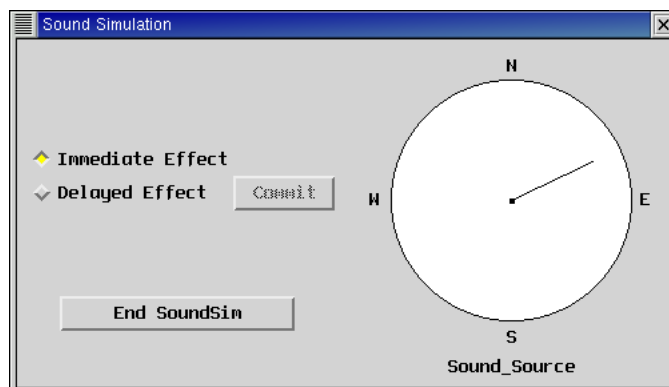 Sound Simulation
N
Immediate Effect
Delayed Effect
Commit
W
E
End SoundSim
S
Sound_Source